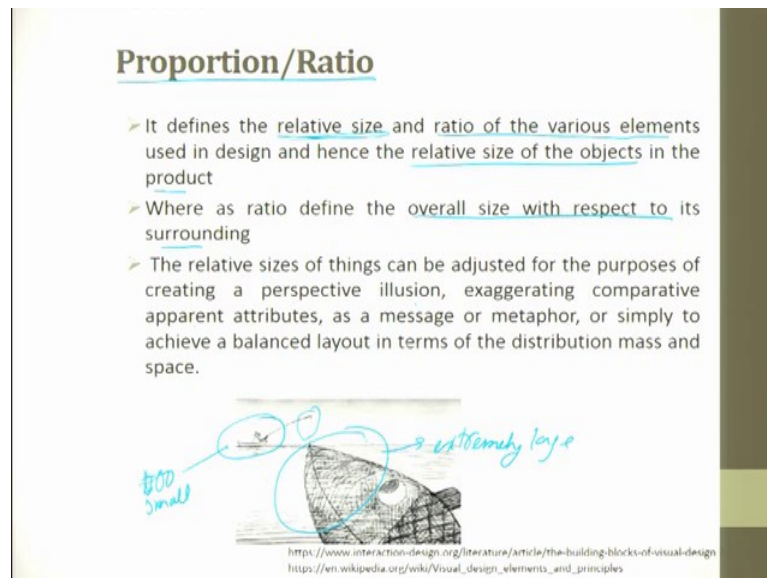 Proportion/Ratio
➢ It defines the relative size and ratio of the various elements
used in design and hence the relative size of the objects in the
product
➢ Where as ratio define the overall size with respect to its
surrounding
➢ The relative sizes of things can be adjusted for the purposes of
creating a perspective illusion, exaggerating comparative
apparent attributes, as a message or metaphor, or simply to
achieve a balanced layout in terms of the distribution mass and
space.
extremely large
too
small
https://www.interaction-design.org/literature/article/the-building-blocks-of-visual-design
https://en.wikipedia.org/wiki/Visual_design_elements_and_principles